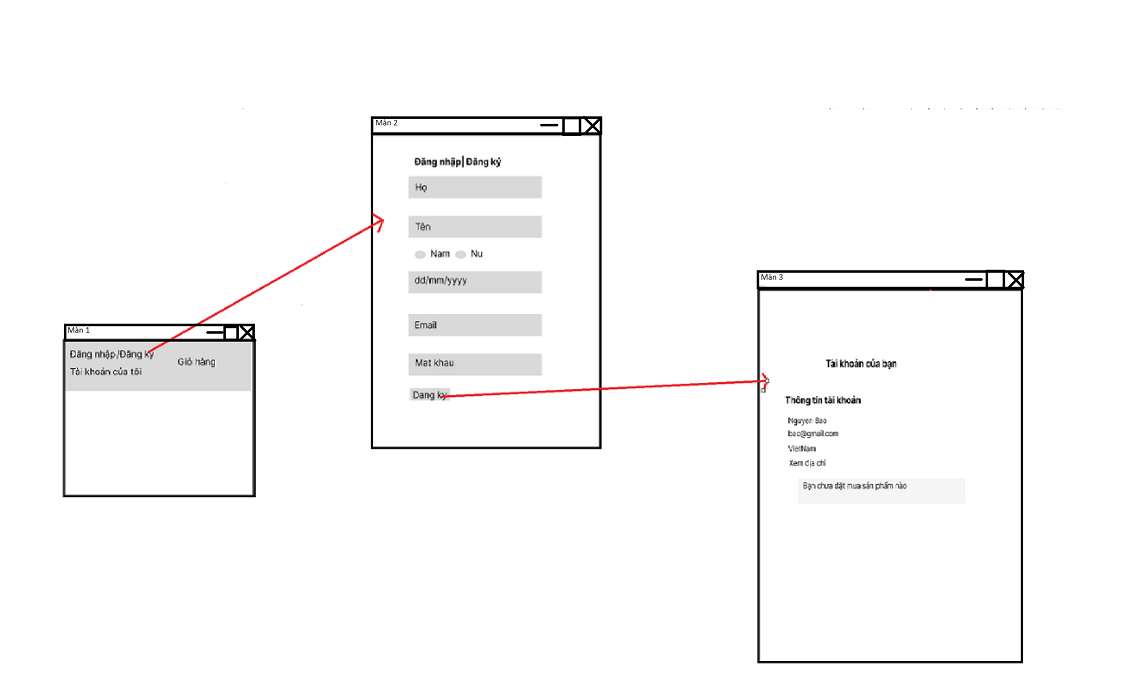 Màn 1
Đăng nhập/Đăng ký
Tài khoản của tôi
Giỏ hàng
Màn 2
Đăng nhập| Đăng ký
Họ
Tên
Nam Nu
dd/mm/yyyy
Email
Mat khau
Dang ky
Màn 3
Tài khoản của bạn
Thông tin tài khoản
Nguyen Bao
bao@gmail.com
VietNam
Xem địa chỉ
Bạn chưa đặt mua sản phẩm nào